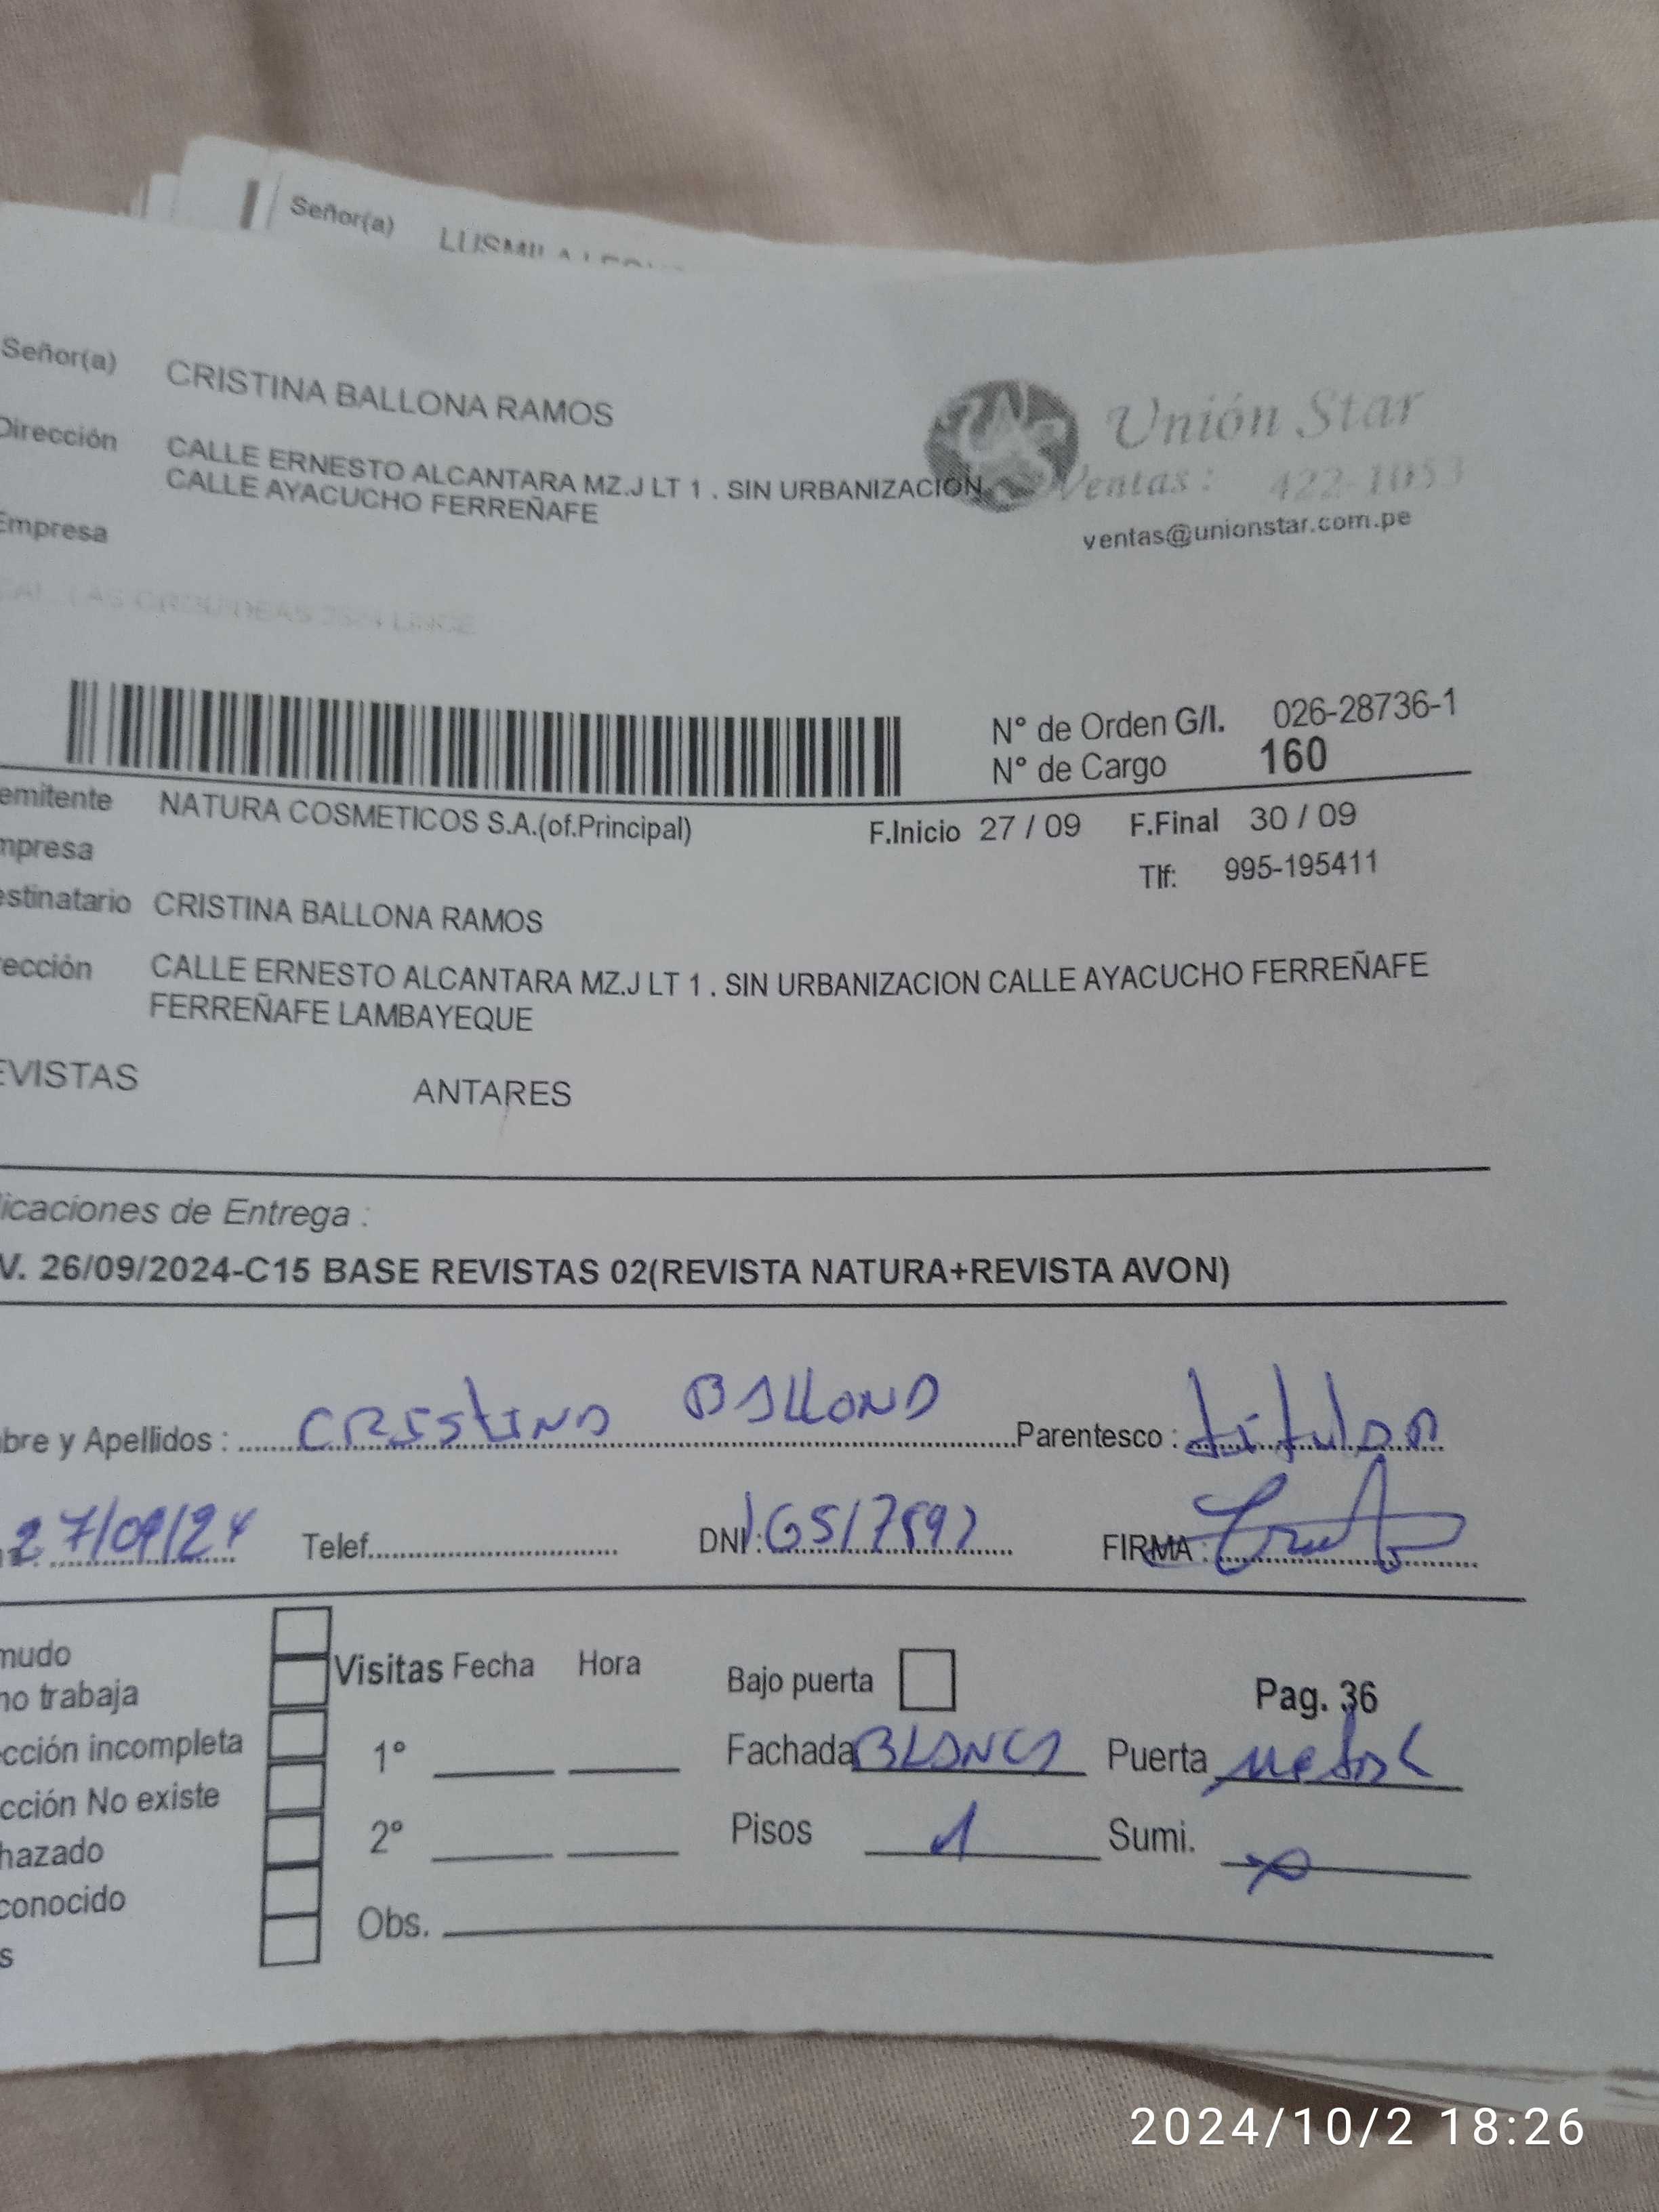 Señor(a)
Señor(a) CRISTINA BALLONA RAMOS
Dirección CALLE ERNESTO ALCANTARA MZ.J LT 1 . SIN URBANIZACION
CALLE AYACUCHO FERREÑAFE
Empresa
Unión Star
Ventas : 422-1053
ventas@unionstar.com.pe
N° de Orden G/I. 026-28736-1
N° de Cargo 160
emitente NATURA COSMETICOS S.A.(of.Principal) F.Inicio 27 / 09 F.Final 30 / 09
mpresa Tlf: 995-195411
estinatario CRISTINA BALLONA RAMOS
rección CALLE ERNESTO ALCANTARA MZ.J LT 1 . SIN URBANIZACION CALLE AYACUCHO FERREÑAFE
FERREÑAFE LAMBAYEQUE
EVISTAS ANTARES
icaciones de Entrega :
V. 26/09/2024-C15 BASE REVISTAS 02(REVISTA NATURA+REVISTA AVON)
bre y Apellidos : CRISTINA BALLONA Parentesco : titular
27/09/24 Telef. DNI : FIRMA :
mudo
no trabaja
cción incompleta
cción No existe
hazado
conocido
s
Visitas Fecha Hora Bajo puerta Pag. 36
1° Fachada BLANCA Puerta Metal
2° Pisos 1 Sumi.
Obs.
2024/10/2 18:26